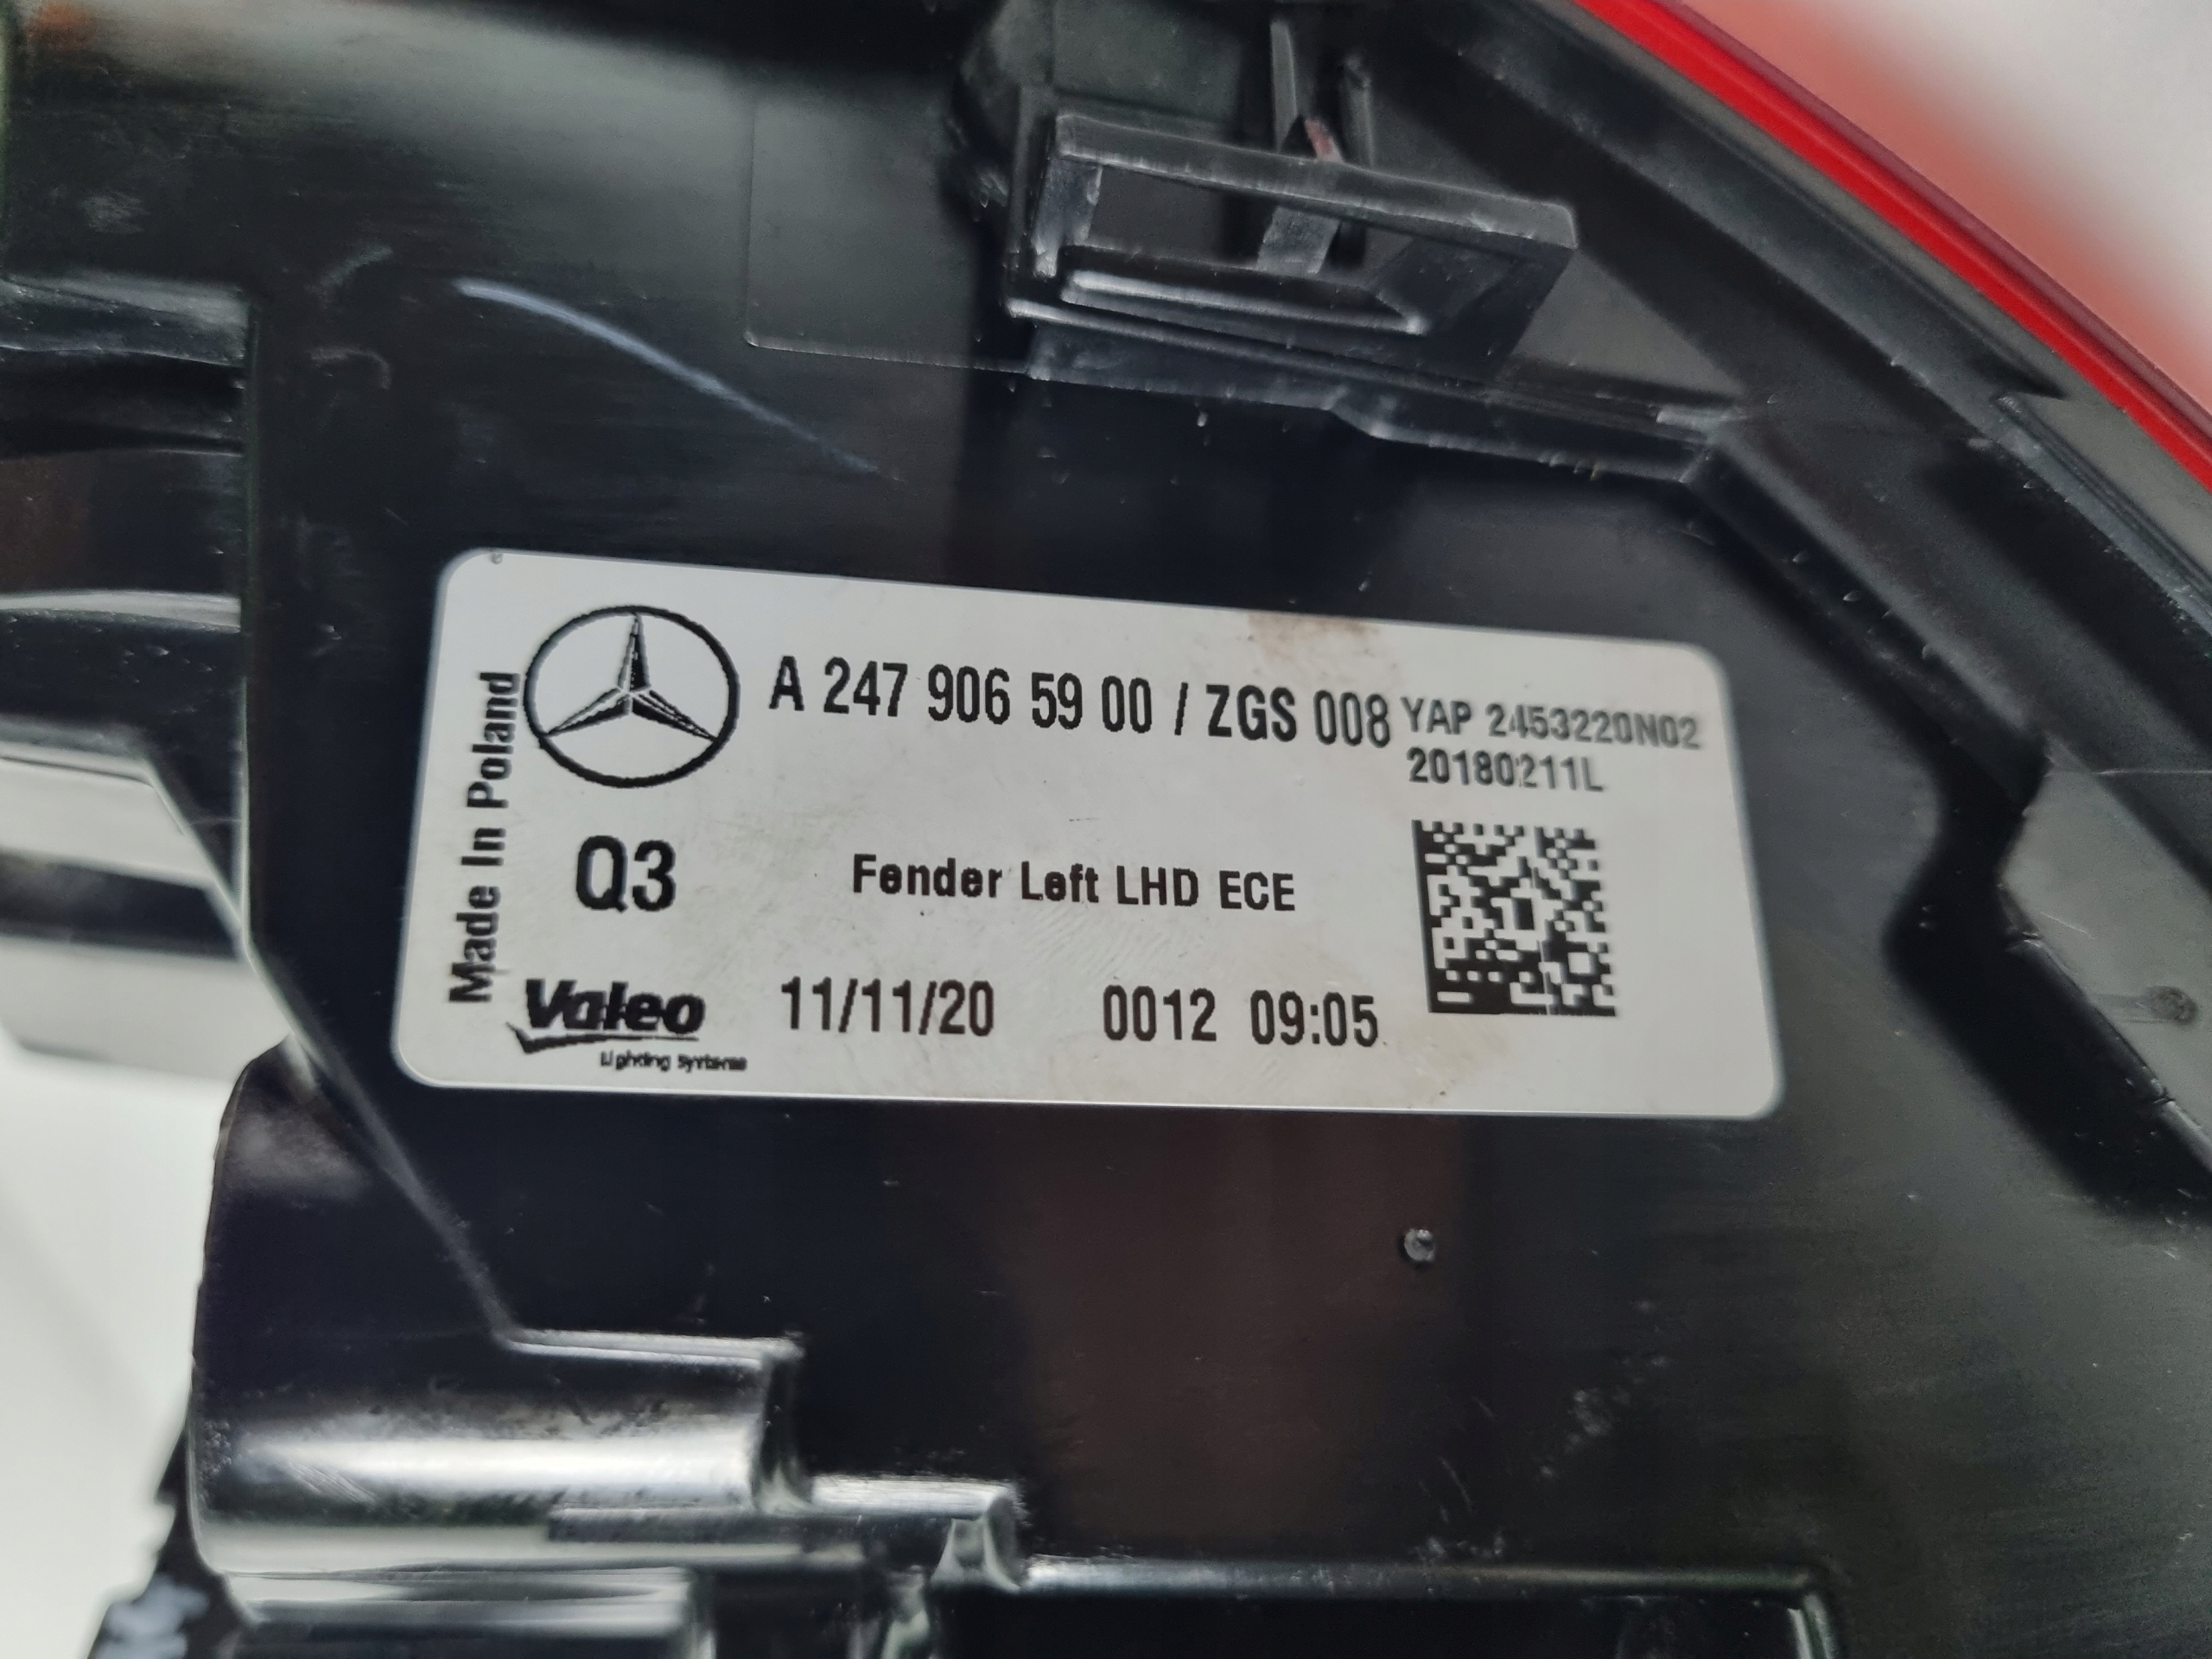 A 247 906 59 00 / ZGS 008 YAP 2453220N02
20180211L
Made In Poland
Q3
Fender Left LHD ECE
Valeo
Lighting Systems
11/11/20 0012 09:05